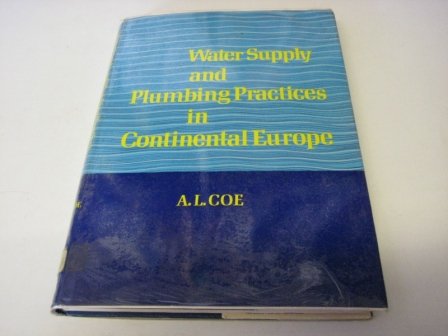 Water Supply
and
Plumbing Practices
in
Continental Europe
A.L.COE